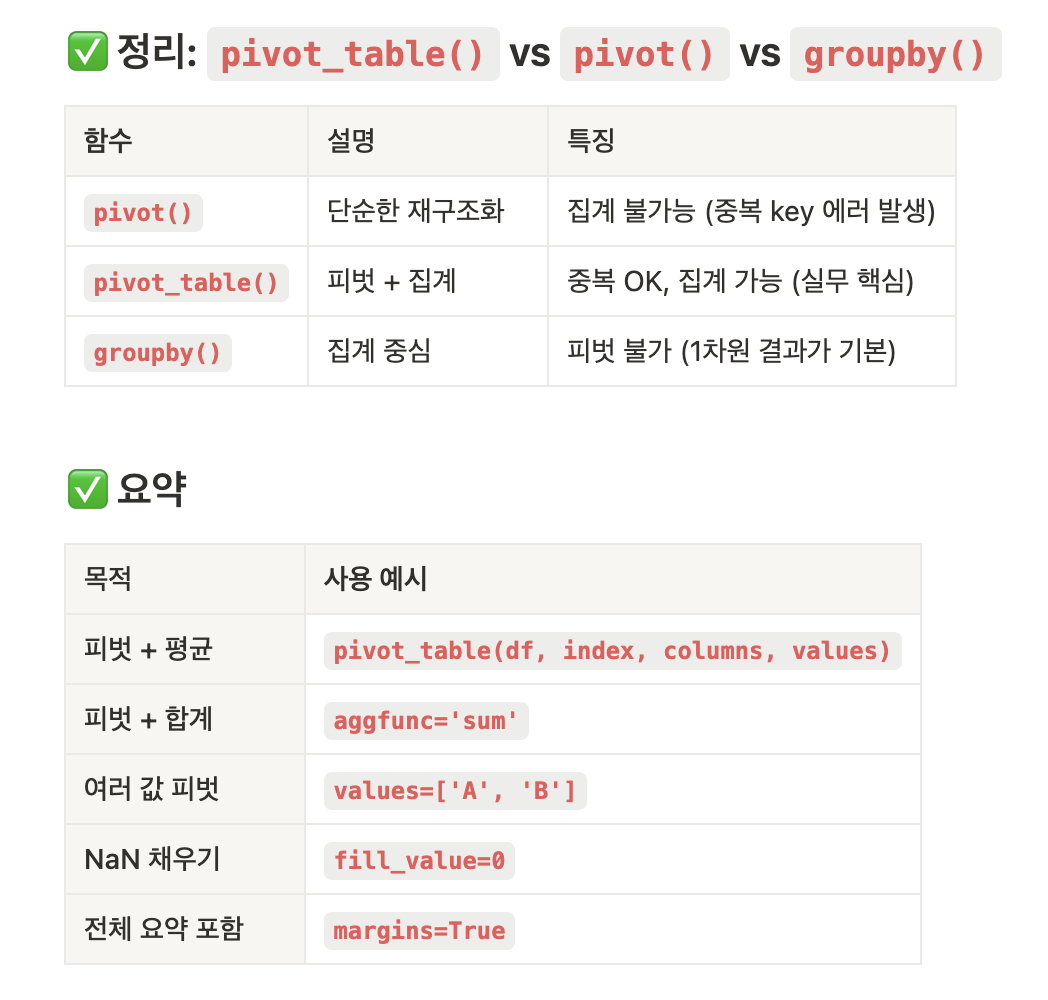 ✅ 정리: pivot_table() vs pivot() vs groupby()
함수 설명 특징
pivot() 단순한 재구조화 집계 불가능 (중복 key 에러 발생)
pivot_table() 피벗 + 집계 중복 OK, 집계 가능 (실무 핵심)
groupby() 집계 중심 피벗 불가 (1차원 결과가 기본)
✅ 요약
목적 사용 예시
피벗 + 평균 pivot_table(df, index, columns, values)
피벗 + 합계 aggfunc='sum'
여러 값 피벗 values=['A', 'B']
NaN 채우기 fill_value=0
전체 요약 포함 margins=True